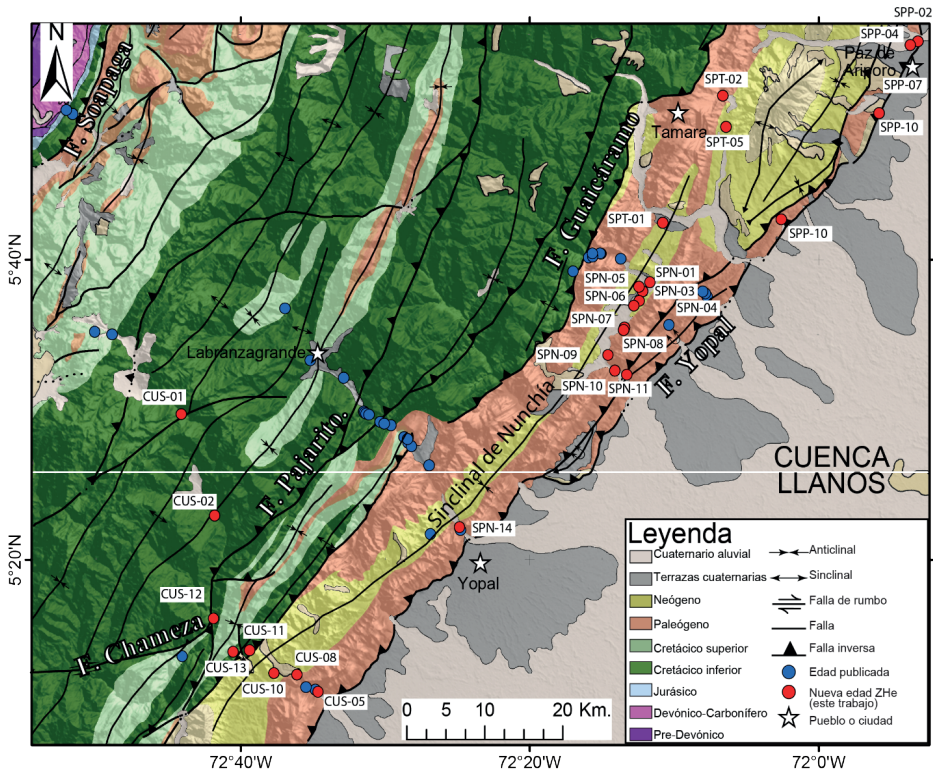 SPP-02
N
SPP-04
Paz de
Ariporo
SPP-07
F. Soapaga
SPT-02
Tamara
SPT-05
SPP-10
F. Guaicáramo
SPT-01
SPP-10
5°40'N
SPN-05
SPN-01
SPN-06
SPN-03
SPN-07
SPN-04
Labranzagrande
SPN-08
SPN-09
F. Yopal
SPN-10
SPN-11
CUS-01
F. Pajarito.
Sinclinal de Nunchía
CUENCA
LLANOS
CUS-02
SPN-14
5°20'N
Yopal
CUS-12
F. Chameza
CUS-11
CUS-13
CUS-08
CUS-10
CUS-05
0 5 10 20 Km.
Leyenda
Cuaternario aluvial
Terrazas cuaternarias
Neógeno
Paleógeno
Cretácico superior
Cretácico inferior
Jurásico
Devónico-Carbonífero
Pre-Devónico
Anticlinal
Sinclinal
Falla de rumbo
Falla
Falla inversa
Edad publicada
Nueva edad ZHe
(este trabajo)
Pueblo o ciudad
72°40'W
72°20'W
72°0'W